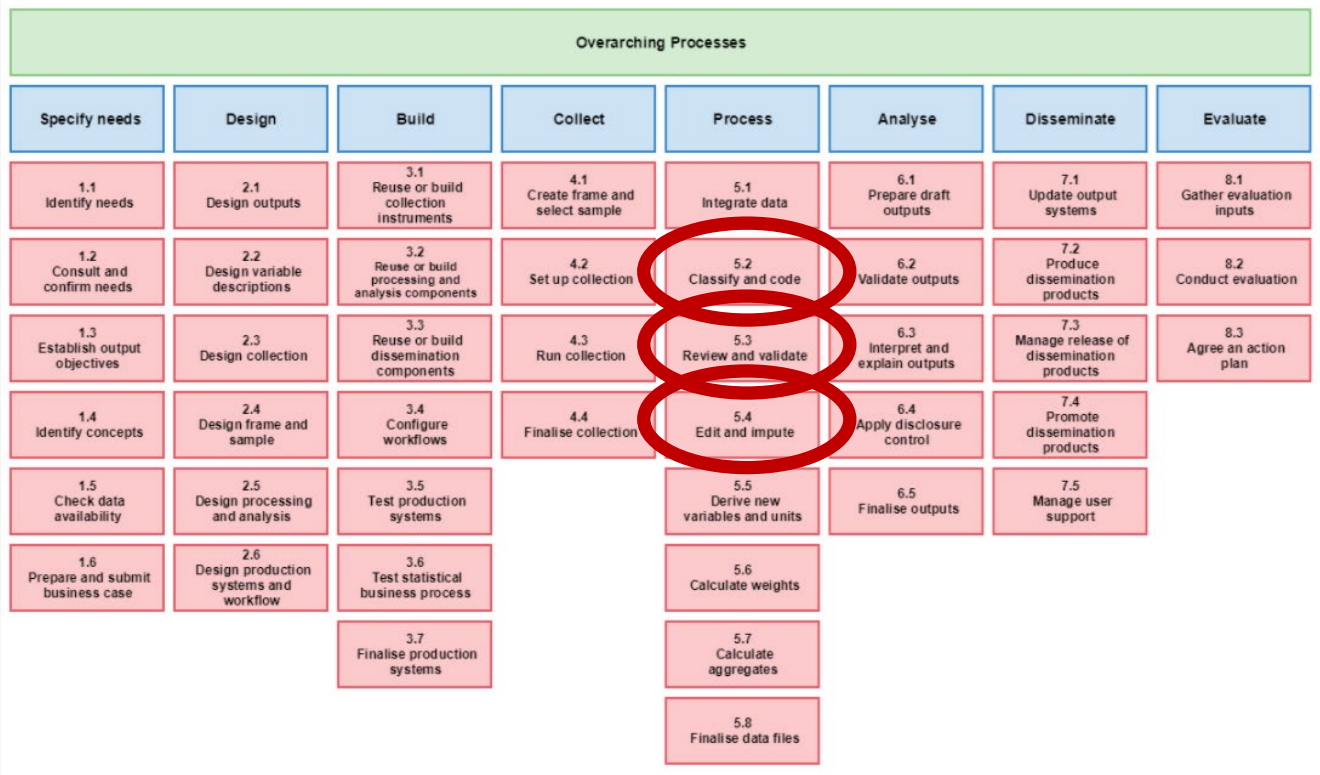 Overarching Processes
Specify needs
Design
Build
Collect
Process
Analyse
Disseminate
Evaluate
1.1
Identify needs
2.1
Design outputs
3.1
Reuse or build
collection
instruments
4.1
Create frame and
select sample
5.1
Integrate data
6.1
Prepare draft
outputs
7.1
Update output
systems
8.1
Gather evaluation
inputs
1.2
Consult and
confirm needs
2.2
Design variable
descriptions
3.2
Reuse or build
processing and
analysis components
4.2
Set up collection
5.2
Classify and code
6.2
Validate outputs
7.2
Produce
dissemination
products
8.2
Conduct evaluation
1.3
Establish output
objectives
2.3
Design collection
3.3
Reuse or build
dissemination
components
4.3
Run collection
5.3
Review and validate
6.3
Interpret and
explain outputs
7.3
Manage release of
dissemination
products
8.3
Agree an action
plan
1.4
Identify concepts
2.4
Design frame and
sample
3.4
Configure
workflows
4.4
Finalise collection
5.4
Edit and impute
6.4
Apply disclosure
control
7.4
Promote
dissemination
products
1.5
Check data
availability
2.5
Design processing
and analysis
3.5
Test production
systems
5.5
Derive new
variables and units
6.5
Finalise outputs
7.5
Manage user
support
1.6
Prepare and submit
business case
2.6
Design production
systems and
workflow
3.6
Test statistical
business process
5.6
Calculate weights
3.7
Finalise production
systems
5.7
Calculate
aggregates
5.8
Finalise data files